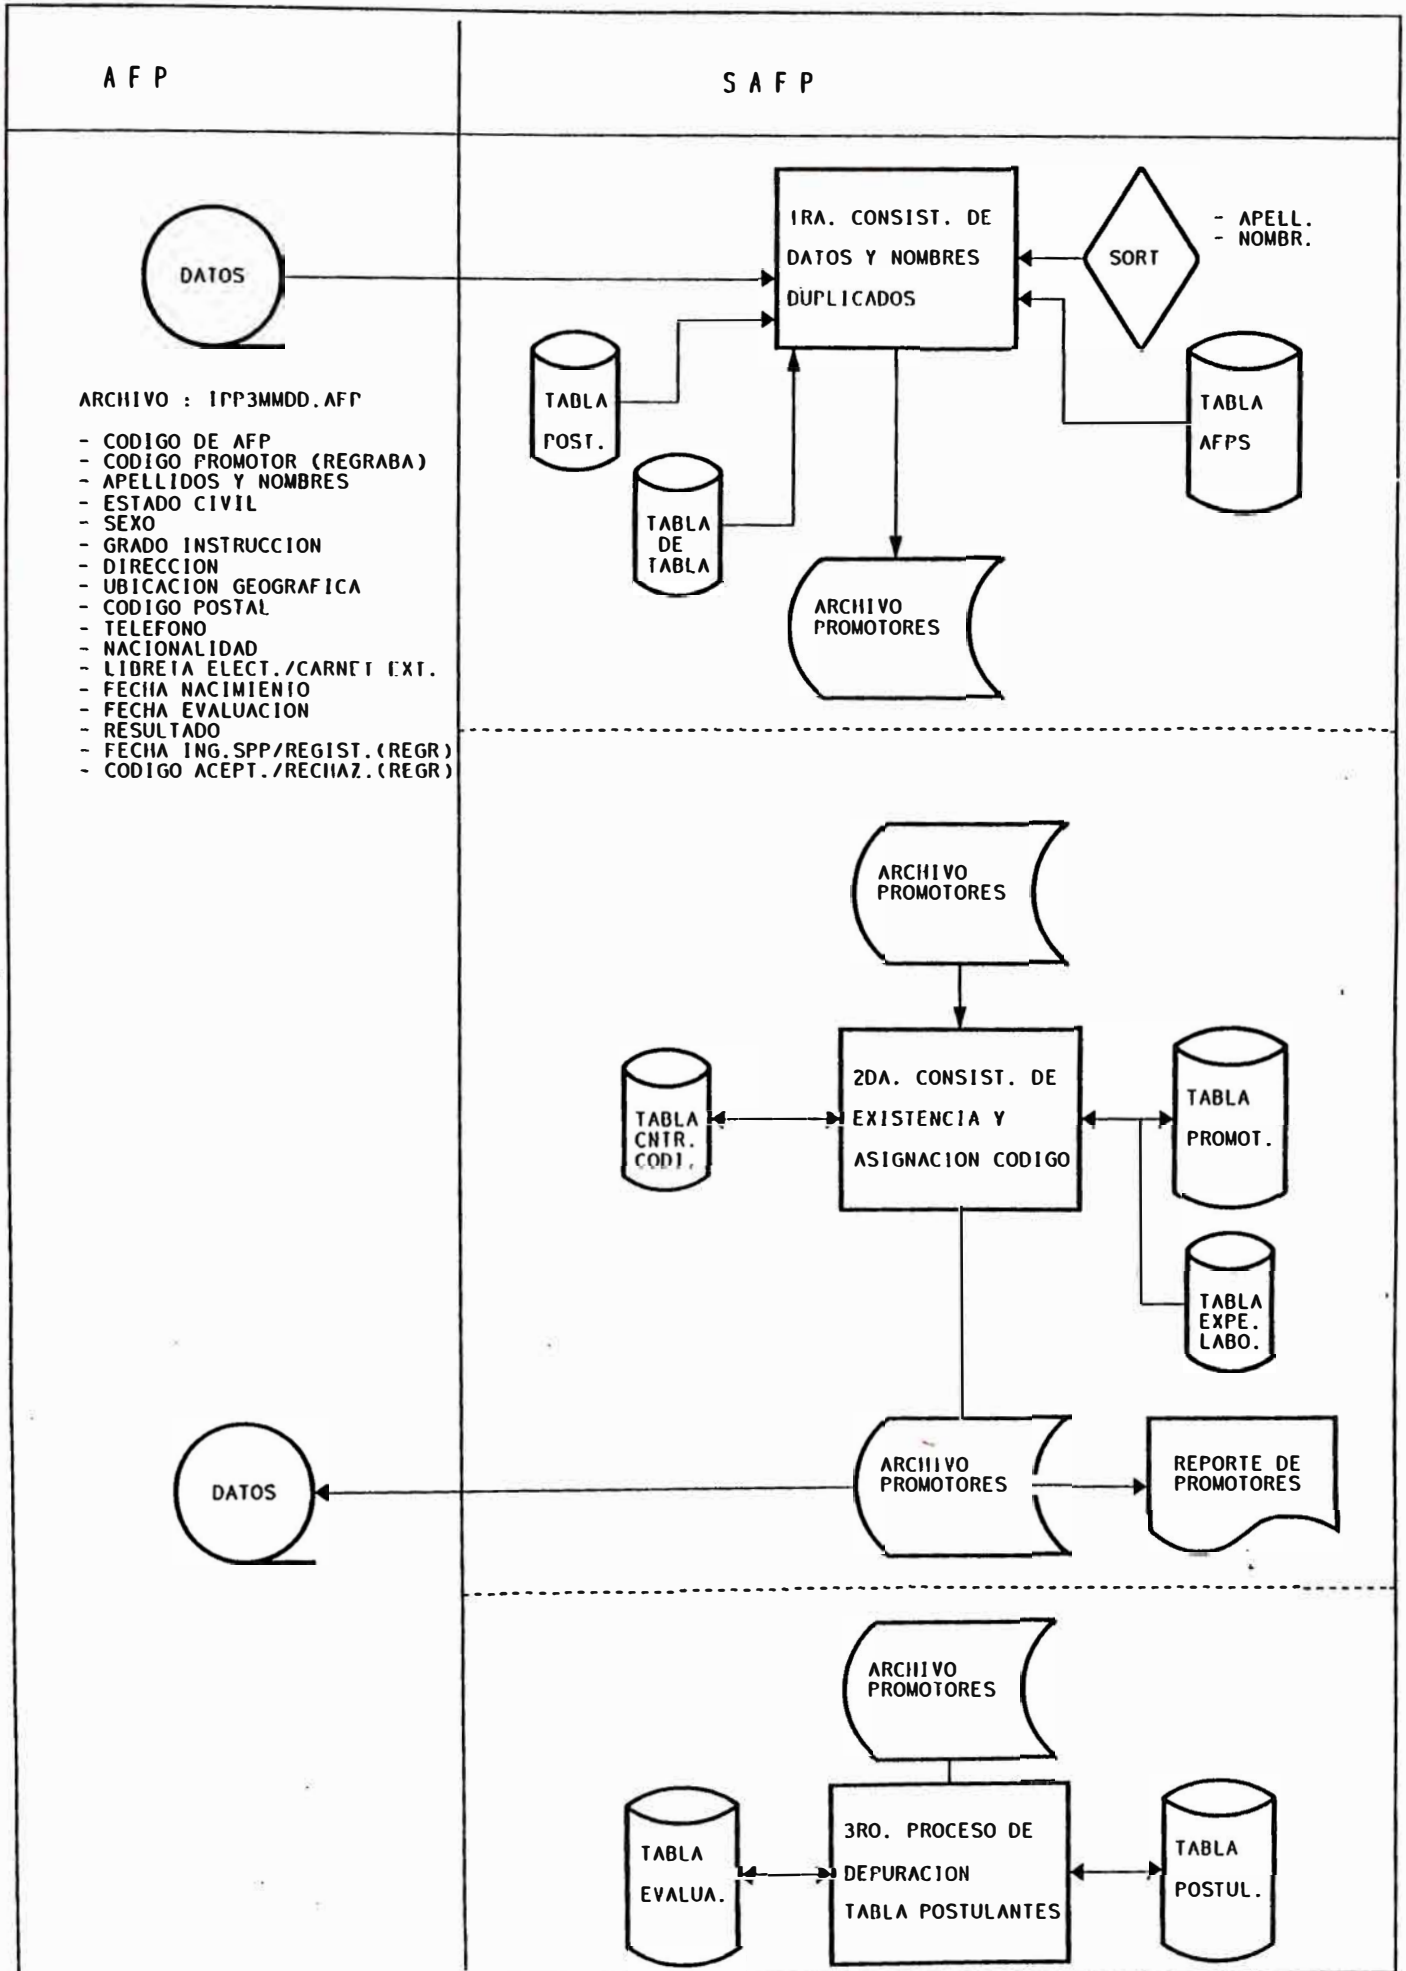 A F P
S A F P
DATOS
1RA. CONSIST. DE
DATOS Y NOMBRES
DUPLICADOS
SORT
- APELL.
- NOMBR.
TABLA
POST.
TABLA
DE
TABLA
TABLA
AFPS
ARCHIVO
PROMOTORES
ARCHIVO : IPP3MMDD.AFP
- CODIGO DE AFP
- CODIGO PROMOTOR (REGRABA)
- APELLIDOS Y NOMBRES
- ESTADO CIVIL
- SEXO
- GRADO INSTRUCCION
- DIRECCION
- UBICACION GEOGRAFICA
- CODIGO POSTAL
- TELEFONO
- NACIONALIDAD
- LIBRETA ELECT./CARNET EXT.
- FECHA NACIMIENTO
- FECHA EVALUACION
- RESULTADO
- FECHA ING.SPP/REGIST.(REGR)
- CODIGO ACEPT./RECHAZ.(REGR)
ARCHIVO
PROMOTORES
TABLA
CNTR.
CODI.
2DA. CONSIST. DE
EXISTENCIA Y
ASIGNACION CODIGO
TABLA
PROMOT.
TABLA
EXPE.
LABO.
DATOS
ARCHIVO
PROMOTORES
REPORTE DE
PROMOTORES
ARCHIVO
PROMOTORES
TABLA
EVALUA.
3RO. PROCESO DE
DEPURACION
TABLA POSTULANTES
TABLA
POSTUL.